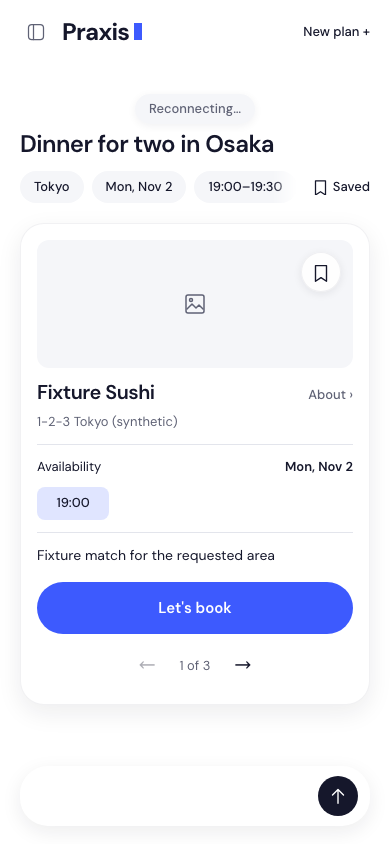 Praxis
New plan +
Reconnecting…
Dinner for two in Osaka
Tokyo
Mon, Nov 2
19:00–19:30
Saved
Fixture Sushi
About ›
1-2-3 Tokyo (synthetic)
Availability
Mon, Nov 2
19:00
Fixture match for the requested area
Let's book
← 1 of 3 →